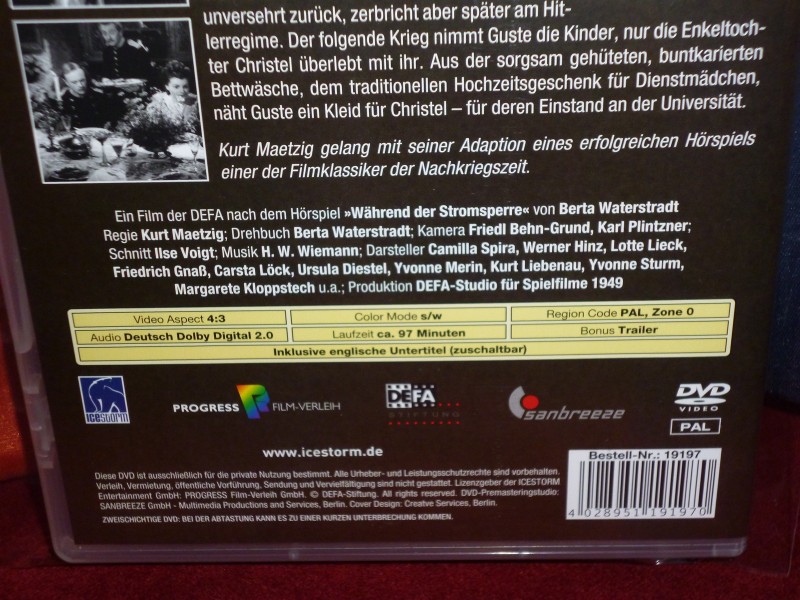 unversehrt zurück, zerbricht aber später am Hit-
lerregime. Der folgende Krieg nimmt Guste die Kinder, nur die Enkeltoch-
ter Christel überlebt mit ihr. Aus der sorgsam gehüteten, buntkarierten
Bettwäsche, dem traditionellen Hochzeitsgeschenk für Dienstmädchen,
näht Guste ein Kleid für Christel – für deren Einstand an der Universität.
Kurt Maetzig gelang mit seiner Adaption eines erfolgreichen Hörspiels
einer der Filmklassiker der Nachkriegszeit.
Ein Film der DEFA nach dem Hörspiel »Während der Stromsperre« von Berta Waterstradt
Regie Kurt Maetzig; Drehbuch Berta Waterstradt; Kamera Friedl Behn-Grund, Karl Plintzner;
Schnitt Ilse Voigt; Musik H. W. Wiemann; Darsteller Camilla Spira, Werner Hinz, Lotte Lieck,
Friedrich Gnaß, Carsta Löck, Ursula Diestel, Yvonne Merin, Kurt Liebenau, Yvonne Sturm,
Margarete Kloppstech u.a.; Produktion DEFA-Studio für Spielfilme 1949
Video Aspect 4:3 Color Mode s/w Region Code PAL, Zone 0
Audio Deutsch Dolby Digital 2.0 Laufzeit ca. 97 Minuten Bonus Trailer
Inklusive englische Untertitel (zuschaltbar)
icestorm PROGRESS FILM-VERLEIH DEFA STIFTUNG sanbreeze DVD VIDEO
PAL
www.icestorm.de
Bestell-Nr.: 19197
Diese DVD ist ausschließlich für die private Nutzung bestimmt. Alle Urheber- und Leistungsschutzrechte sind vorbehalten.
Verleih, Vermietung, öffentliche Vorführung, Sendung und Vervielfältigung sind nicht gestattet. Lizenzgeber der ICESTORM
Entertainment GmbH: PROGRESS Film-Verleih GmbH. © DEFA-Stiftung. All rights reserved. DVD-Premasteringstudio:
SANBREEZE GmbH - Multimedia Productions and Services, Berlin. Cover Design: Creatve Services, Berlin.
ZWEISCHICHTIGE DVD: BEI DER ABTASTUNG KANN ES ZU EINER KURZEN UNTERBRECHUNG KOMMEN.
4 028951 191970